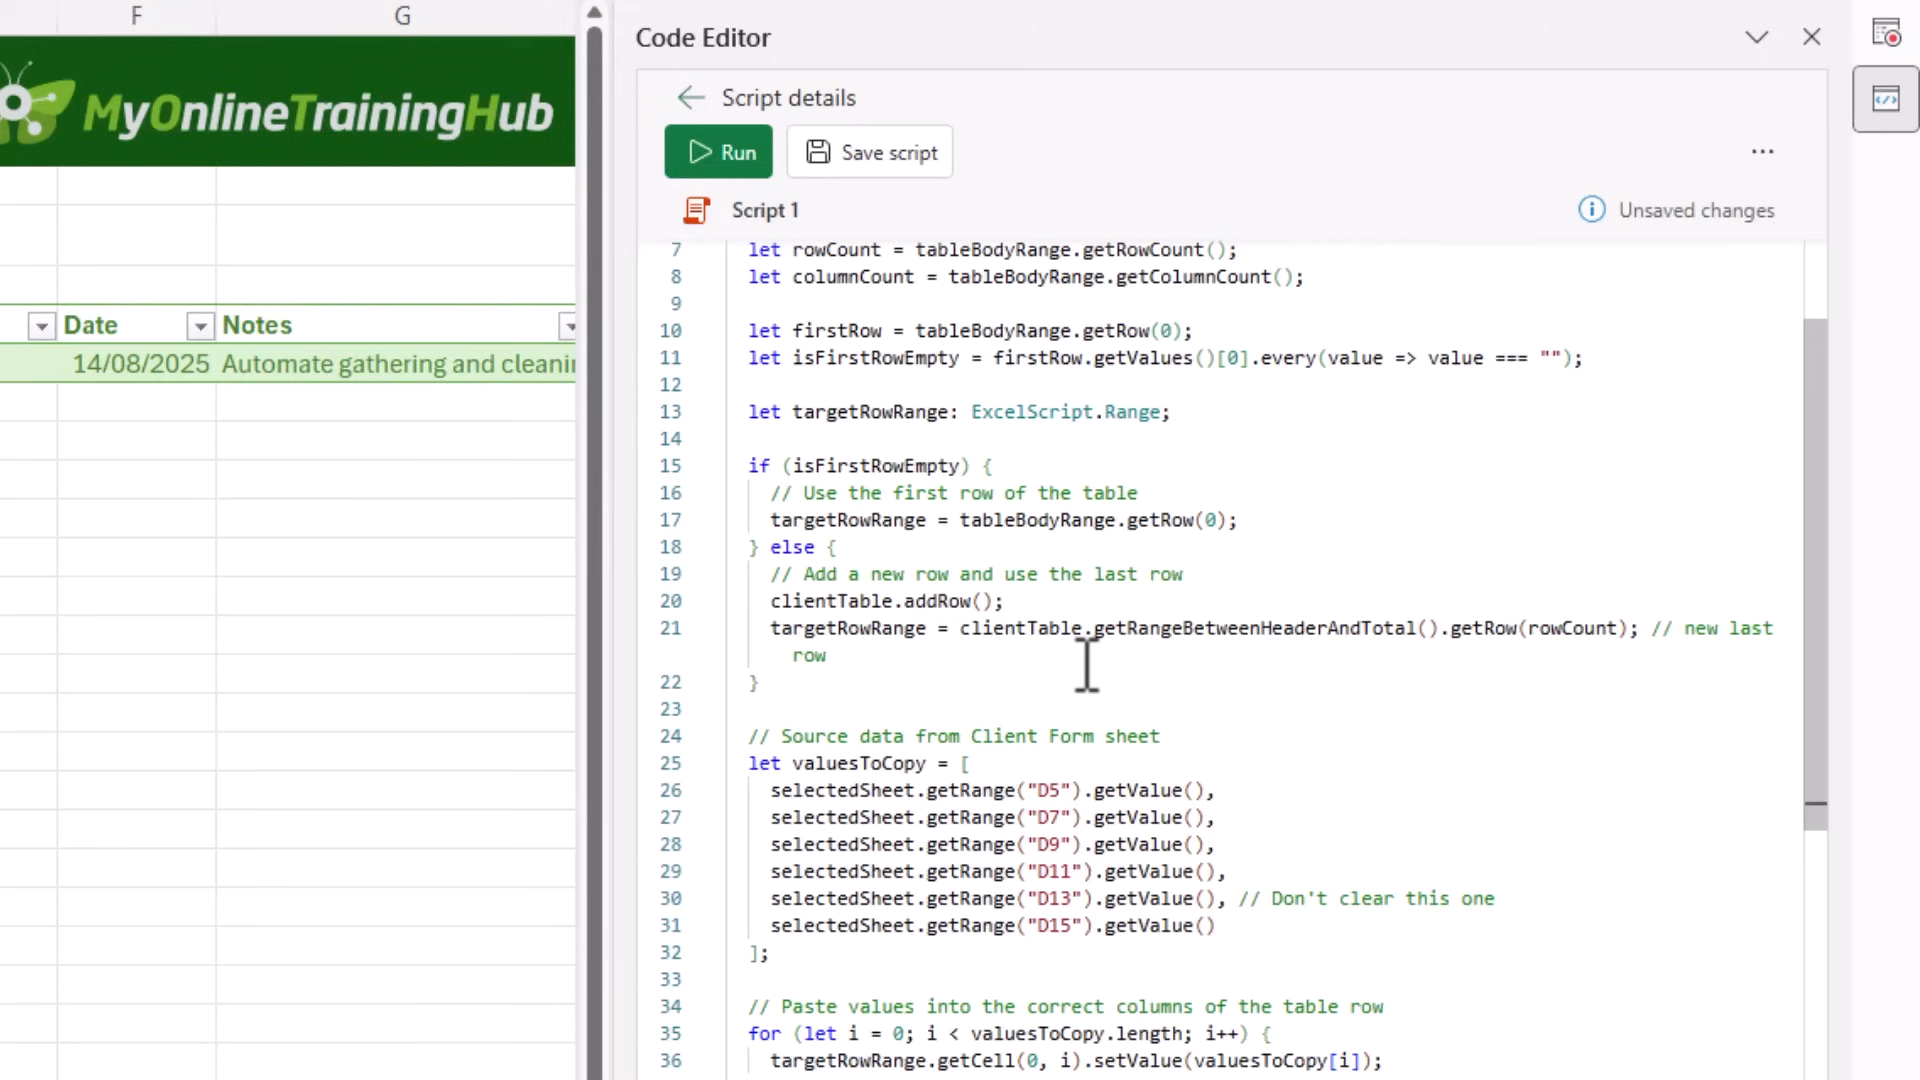 F
G
MyOnlineTrainingHub
Date
Notes
14/08/2025
Automate gathering and cleanin
Code Editor
Script details
Run
Save script
...
Script 1
Unsaved changes
7 let rowCount = tableBodyRange.getRowCount();
8 let columnCount = tableBodyRange.getColumnCount();
9
10 let firstRow = tableBodyRange.getRow(0);
11 let isFirstRowEmpty = firstRow.getValues()[0].every(value => value === "");
12
13 let targetRowRange: ExcelScript.Range;
14
15 if (isFirstRowEmpty) {
16 // Use the first row of the table
17 targetRowRange = tableBodyRange.getRow(0);
18 } else {
19 // Add a new row and use the last row
20 clientTable.addRow();
21 targetRowRange = clientTable.getRangeBetweenHeaderAndTotal().getRow(rowCount); // new last
row
22 }
23
24 // Source data from Client Form sheet
25 let valuesToCopy = [
26 selectedSheet.getRange("D5").getValue(),
27 selectedSheet.getRange("D7").getValue(),
28 selectedSheet.getRange("D9").getValue(),
29 selectedSheet.getRange("D11").getValue(),
30 selectedSheet.getRange("D13").getValue(), // Don't clear this one
31 selectedSheet.getRange("D15").getValue()
32 ];
33
34 // Paste values into the correct columns of the table row
35 for (let i = 0; i < valuesToCopy.length; i++) {
36 targetRowRange.getCell(0, i).setValue(valuesToCopy[i]);